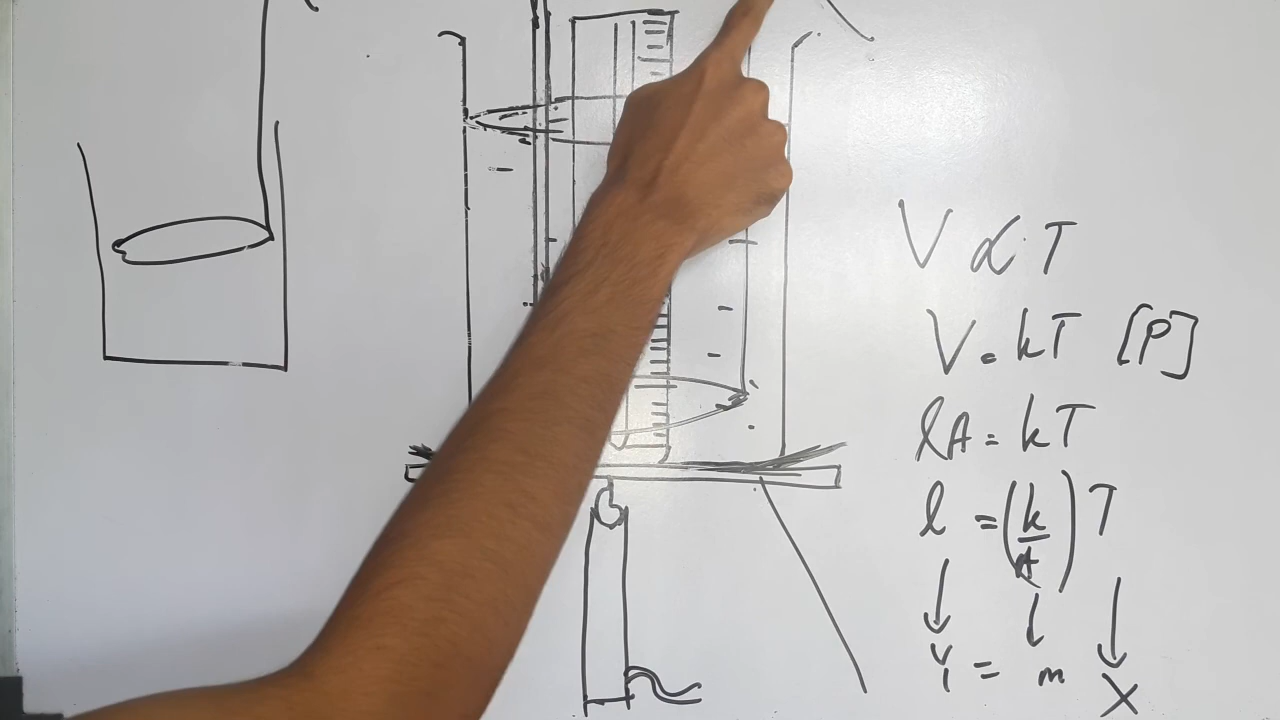 V ∝ T
V = kT [P]
lA = kT
l = (k/A) T
↓ ↓ ↓
Y = m X